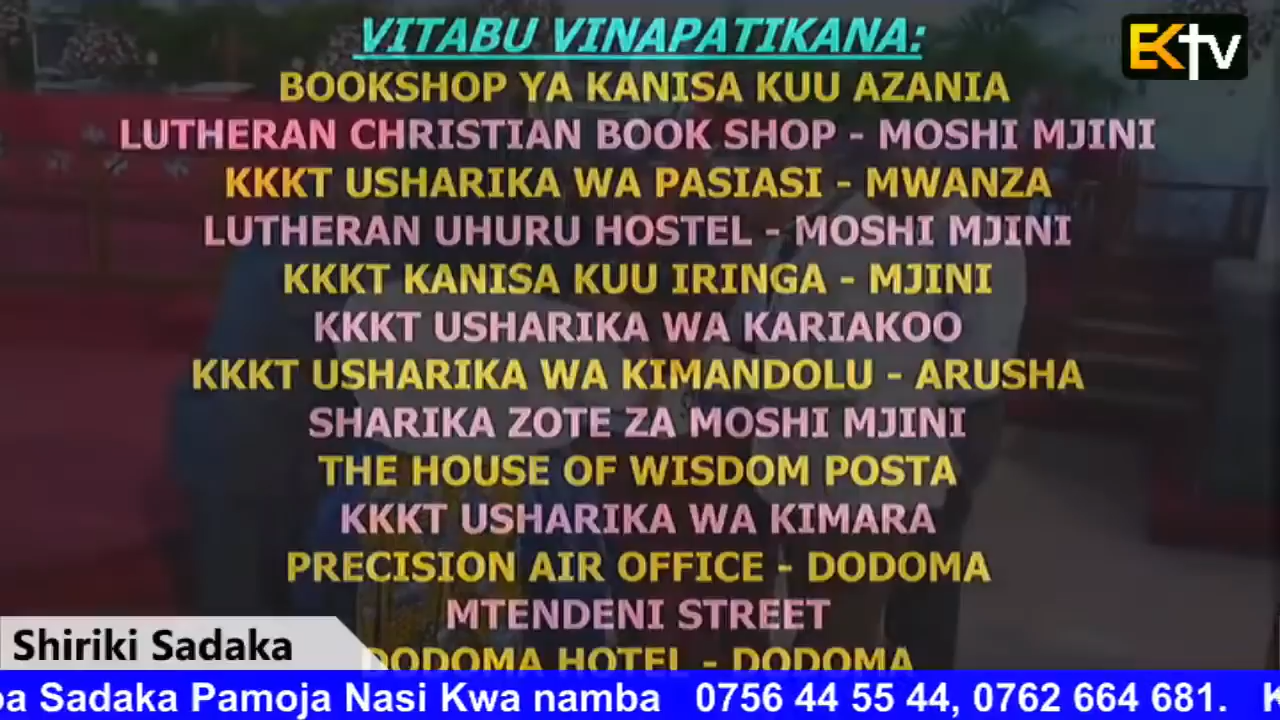 VITABU VINAPATIKANA:
EKTV
BOOKSHOP YA KANISA KUU AZANIA
LUTHERAN CHRISTIAN BOOK SHOP - MOSHI MJINI
KKKT USHARIKA WA PASIASI - MWANZA
LUTHERAN UHURU HOSTEL - MOSHI MJINI
KKKT KANISA KUU IRINGA - MJINI
KKKT USHARIKA WA KARIAKOO
KKKT USHARIKA WA KIMANDOLU - ARUSHA
SHARIKA ZOTE ZA MOSHI MJINI
THE HOUSE OF WISDOM POSTA
KKKT USHARIKA WA KIMARA
PRECISION AIR OFFICE - DODOMA
MTENDENI STREET
DODOMA HOTEL - DODOMA
Shiriki Sadaka
Sadaka Pamoja Nasi Kwa namba 0756 44 55 44, 0762 664 681.